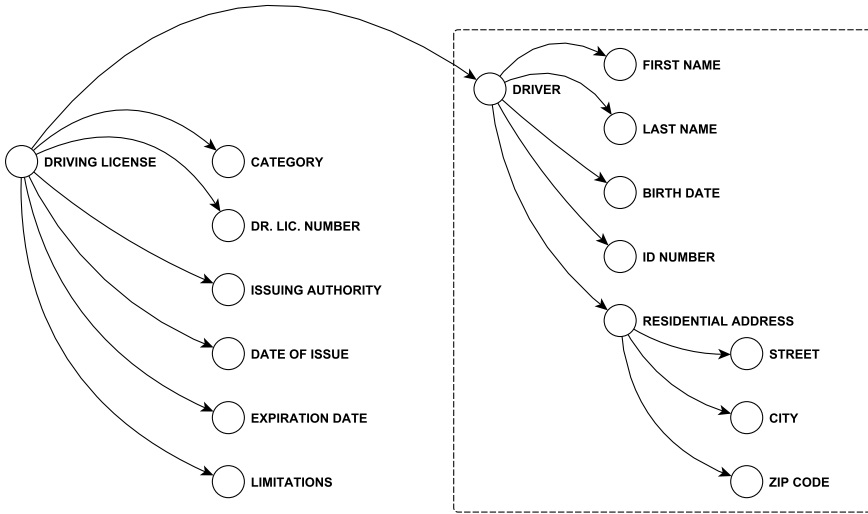 DRIVING LICENSE
CATEGORY
DR. LIC. NUMBER
ISSUING AUTHORITY
DATE OF ISSUE
EXPIRATION DATE
LIMITATIONS
DRIVER
FIRST NAME
LAST NAME
BIRTH DATE
ID NUMBER
RESIDENTIAL ADDRESS
STREET
CITY
ZIP CODE